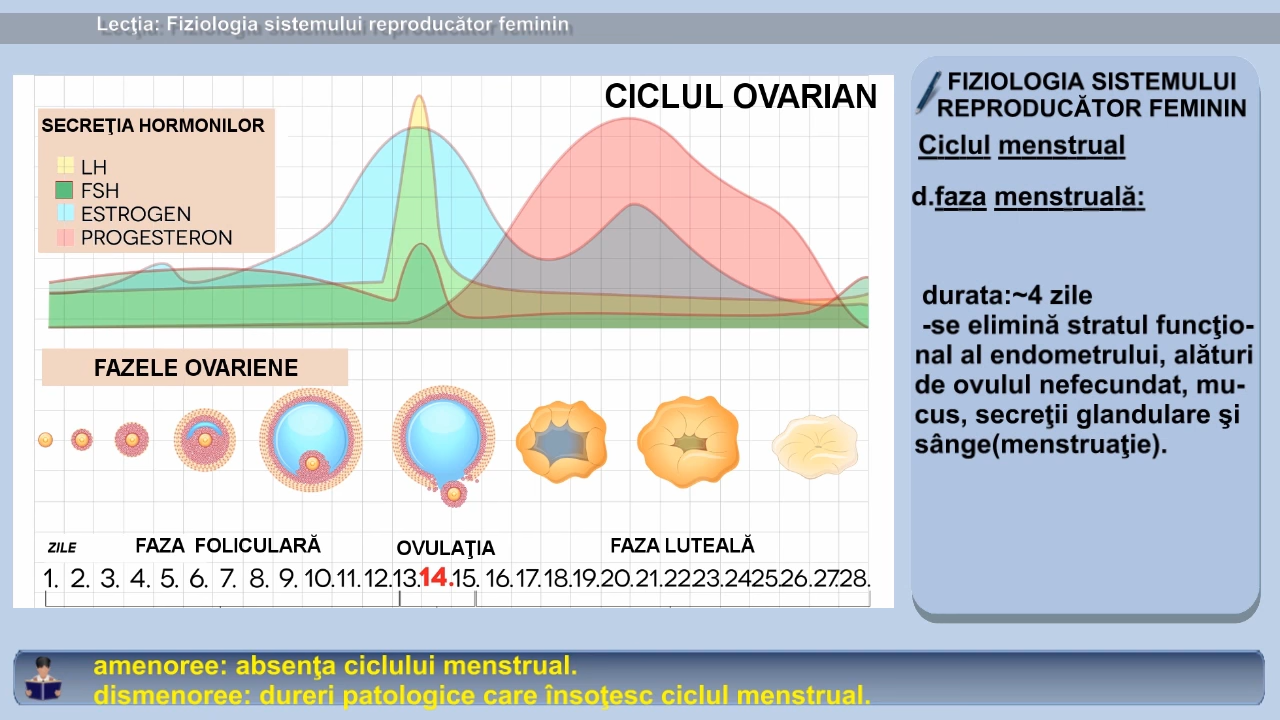 Lecţia: Fiziologia sistemului reproducător feminin
CICLUL OVARIAN
SECREŢIA HORMONILOR
LH
FSH
ESTROGEN
PROGESTERON
FAZELE OVARIENE
ZILE
FAZA FOLICULARĂ
OVULAŢIA
FAZA LUTEALĂ
1. 2. 3. 4. 5. 6. 7. 8. 9. 10. 11. 12. 13. 14. 15. 16. 17. 18. 19. 20. 21. 22. 23. 24 25. 26. 27. 28.
FIZIOLOGIA SISTEMULUI
REPRODUCĂTOR FEMININ
Ciclul menstrual
d.faza menstruală:
durata:~4 zile
-se elimină stratul funcţio-
nal al endometrului, alături
de ovulul nefecundat, mu-
cus, secreţii glandulare şi
sânge(menstruaţie).
amenoree: absenţa ciclului menstrual.
dismenoree: dureri patologice care însoţesc ciclul menstrual.